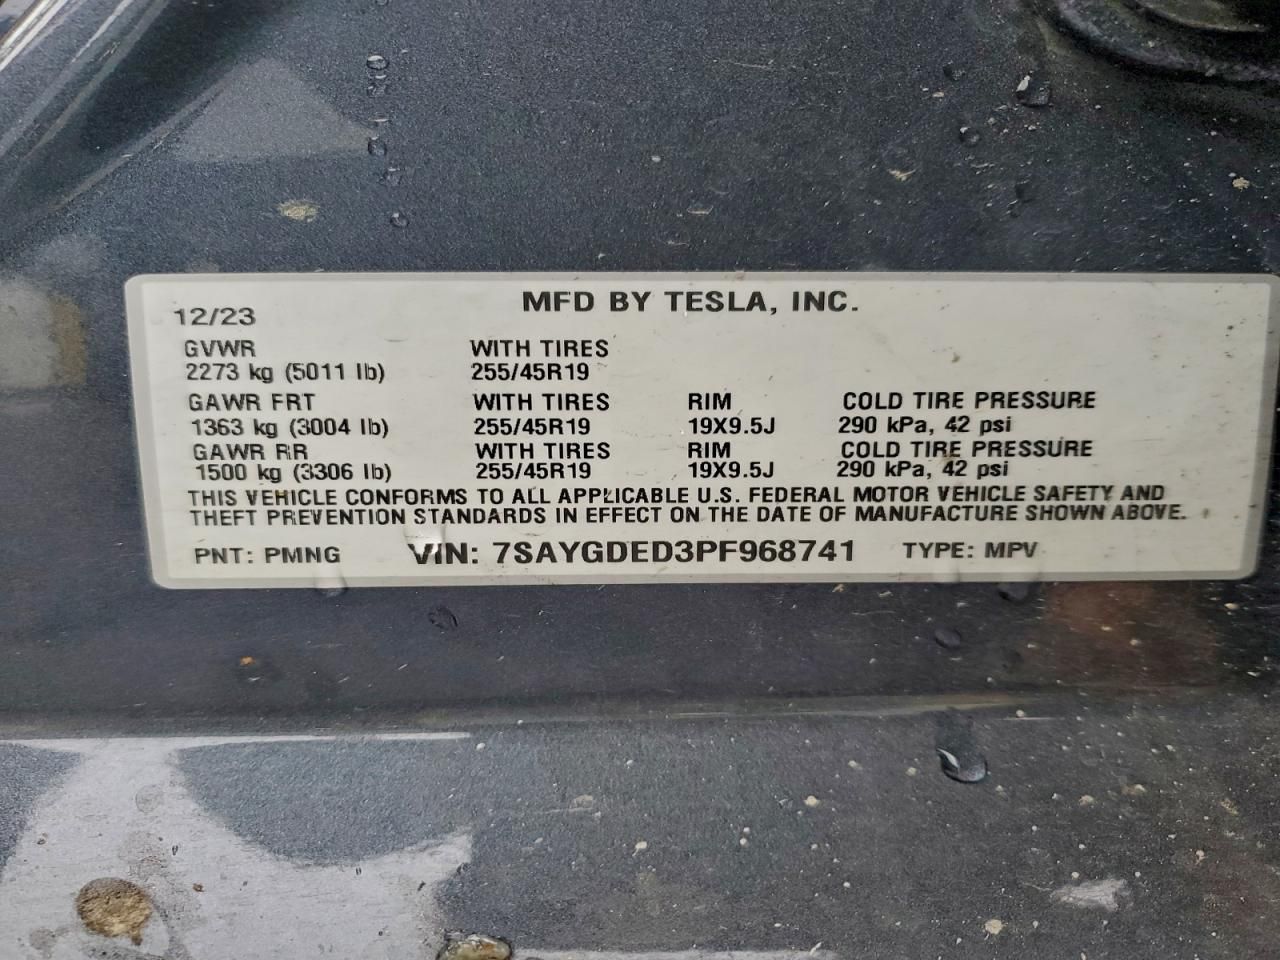 MFD BY TESLA, INC.
12/23
GVWR WITH TIRES
2273 kg (5011 lb) 255/45R19
GAWR FRT WITH TIRES RIM COLD TIRE PRESSURE
1363 kg (3004 lb) 255/45R19 19X9.5J 290 kPa, 42 psi
GAWR RR WITH TIRES RIM COLD TIRE PRESSURE
1500 kg (3306 lb) 255/45R19 19X9.5J 290 kPa, 42 psi
THIS VEHICLE CONFORMS TO ALL APPLICABLE U.S. FEDERAL MOTOR VEHICLE SAFETY AND
THEFT PREVENTION STANDARDS IN EFFECT ON THE DATE OF MANUFACTURE SHOWN ABOVE.
PNT: PMNG VIN: 7SAYGDED3PF968741 TYPE: MPV